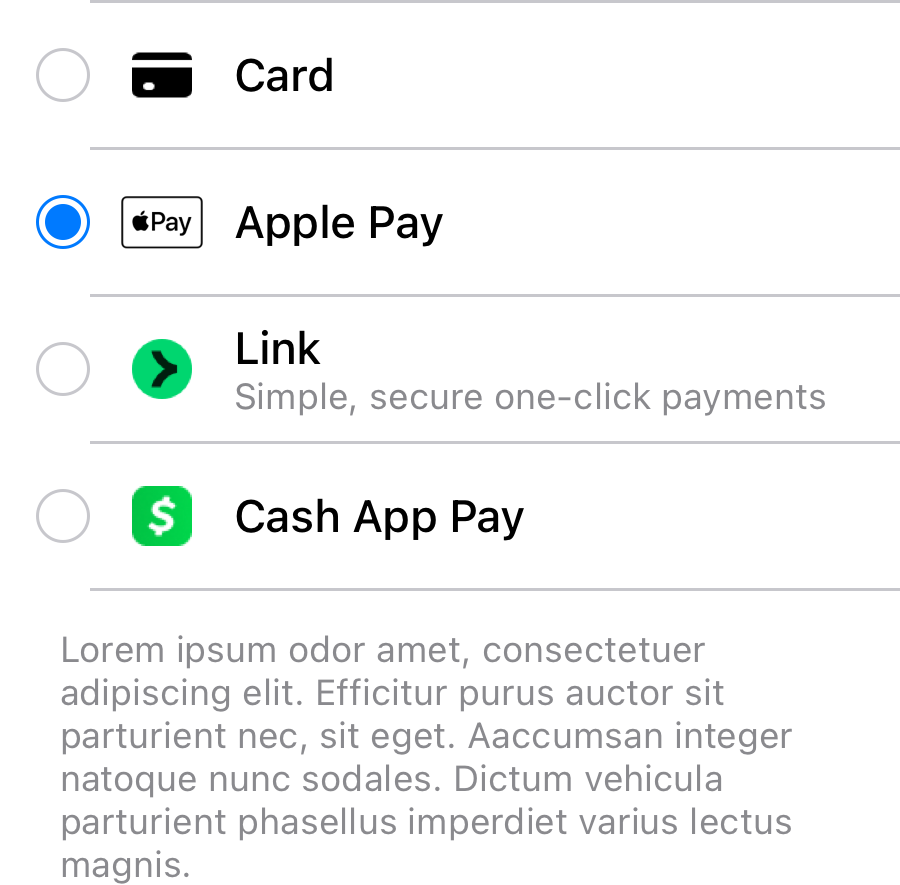 Card
Pay
Apple Pay
Link
Simple, secure one-click payments
$
Cash App Pay
Lorem ipsum odor amet, consectetuer
adipiscing elit. Efficitur purus auctor sit
parturient nec, sit eget. Aaccumsan integer
natoque nunc sodales. Dictum vehicula
parturient phasellus imperdiet varius lectus
magnis.